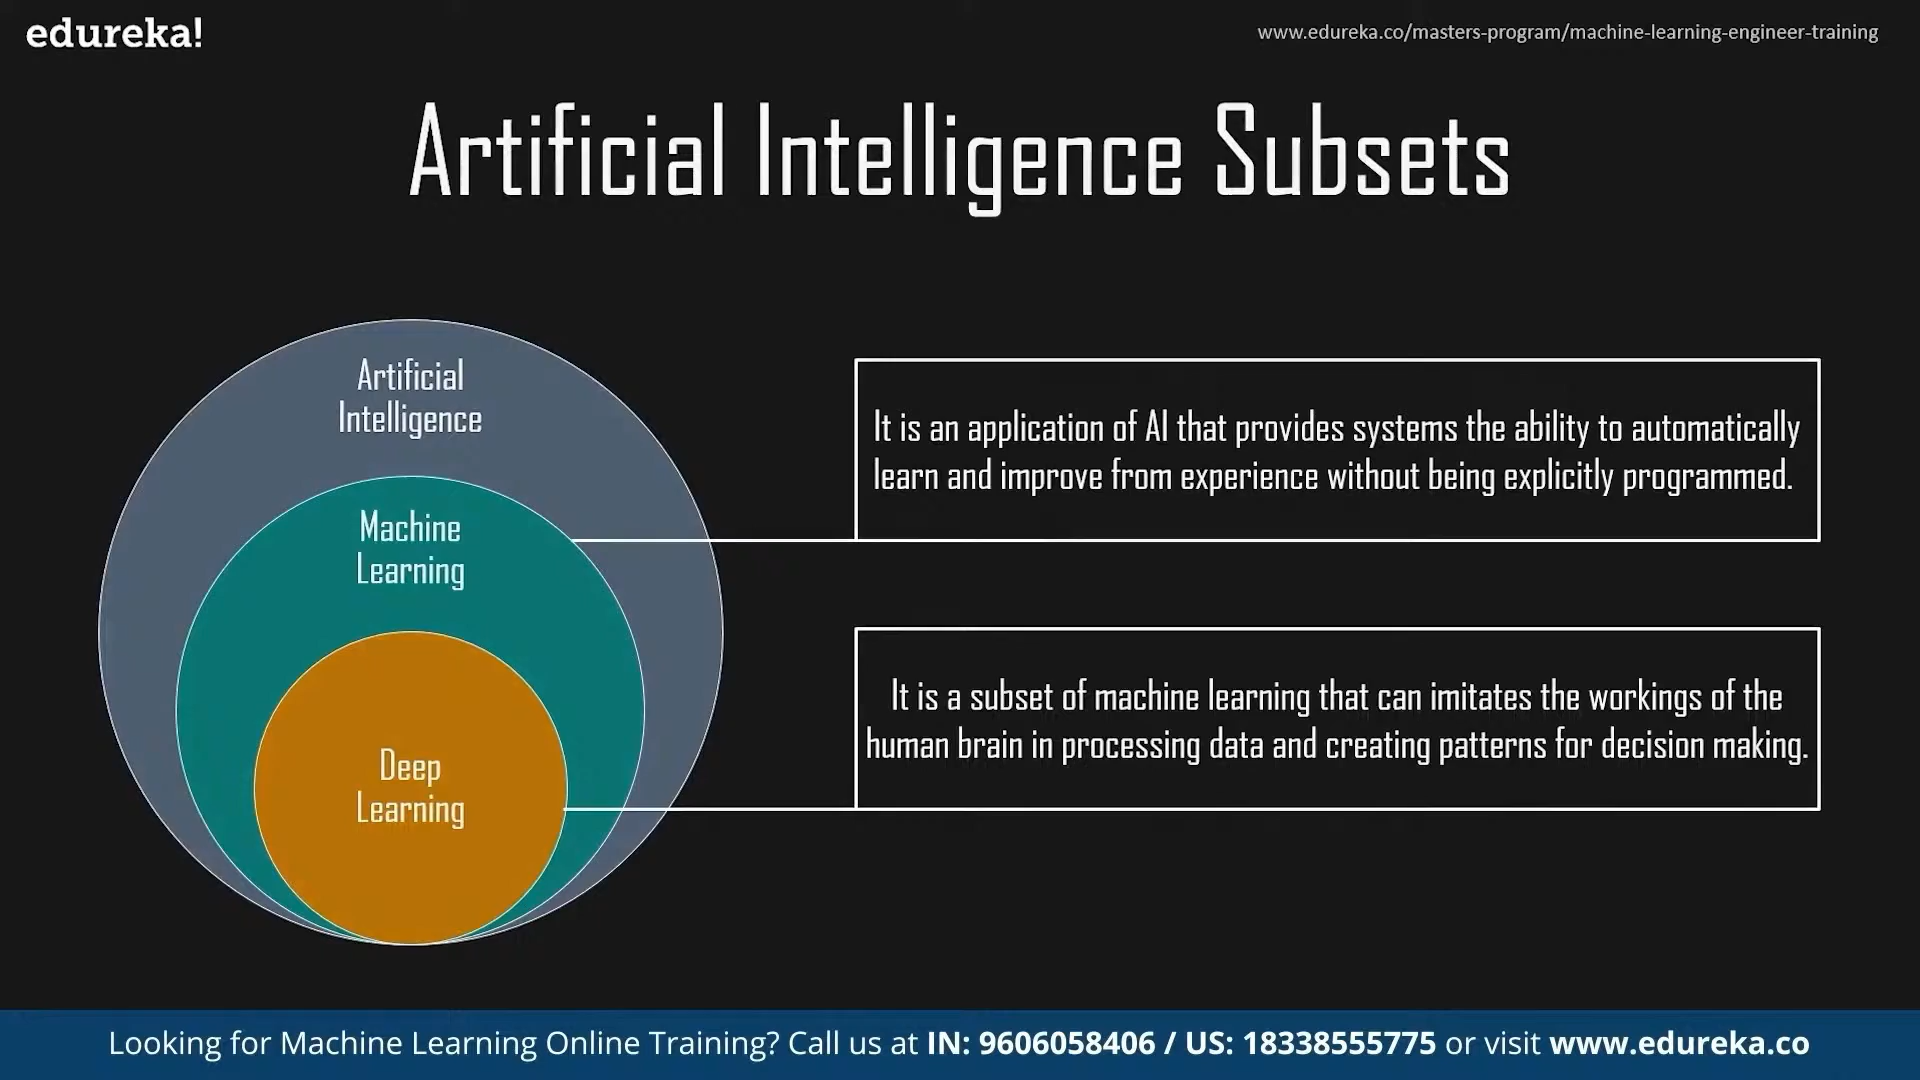 edureka!
www.edureka.co/masters-program/machine-learning-engineer-training
Artificial Intelligence Subsets
Artificial
Intelligence
Machine
Learning
Deep
Learning
It is an application of AI that provides systems the ability to automatically
learn and improve from experience without being explicitly programmed.
It is a subset of machine learning that can imitates the workings of the
human brain in processing data and creating patterns for decision making.
Looking for Machine Learning Online Training? Call us at IN: 9606058406 / US: 18338555775 or visit www.edureka.co